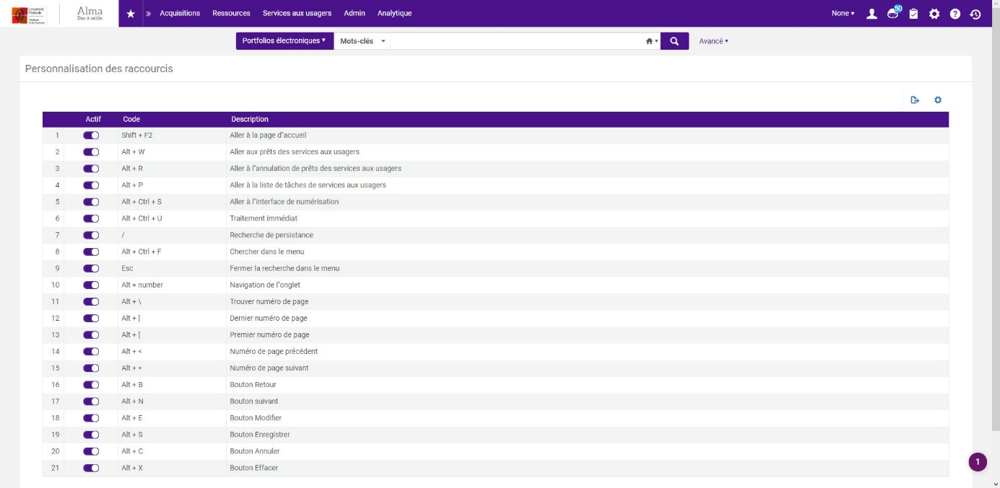 Université
Fédérale
Toulouse
Midi-Pyrénées
Alma
Bac à sable
» Acquisitions Ressources Services aux usagers Admin Analytique
None ▾ 50 ?
Portfolios électroniques ▾ Mots-clés Avancé ▾
Personnalisation des raccourcis
Actif Code Description
1 Shift + F2 Aller à la page d"accueil
2 Alt + W Aller aux prêts des services aux usagers
3 Alt + R Aller à l"annulation de prêts des services aux usagers
4 Alt + P Aller à la liste de tâches de services aux usagers
5 Alt + Ctrl + S Aller à l"interface de numérisation
6 Alt + Ctrl + U Traitement immédiat
7 / Recherche de persistance
8 Alt + Ctrl + F Chercher dans le menu
9 Esc Fermer la recherche dans le menu
10 Alt + number Navigation de l"onglet
11 Alt + \ Trouver numéro de page
12 Alt + ] Dernier numéro de page
13 Alt + [ Premier numéro de page
14 Alt + < Numéro de page précédent
15 Alt + > Numéro de page suivant
16 Alt + B Bouton Retour
17 Alt + N Bouton suivant
18 Alt + E Bouton Modifier
19 Alt + S Bouton Enregistrer
20 Alt + C Bouton Annuler
21 Alt + X Bouton Effacer
1